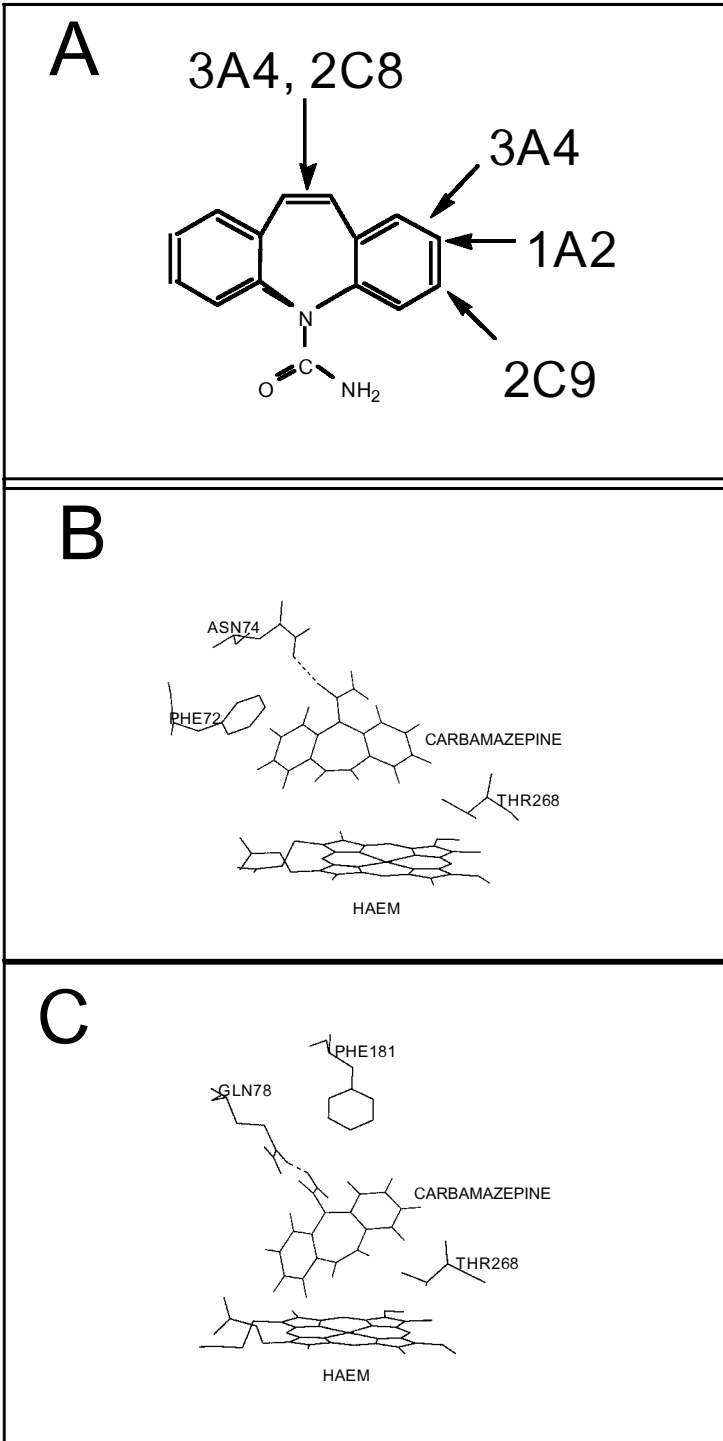 A
3A4, 2C8
3A4
1A2
2C9
N
C
O
NH2
B
ASN74
PHE72
CARBAMAZEPINE
THR268
HAEM
C
PHE181
GLN78
CARBAMAZEPINE
THR268
HAEM